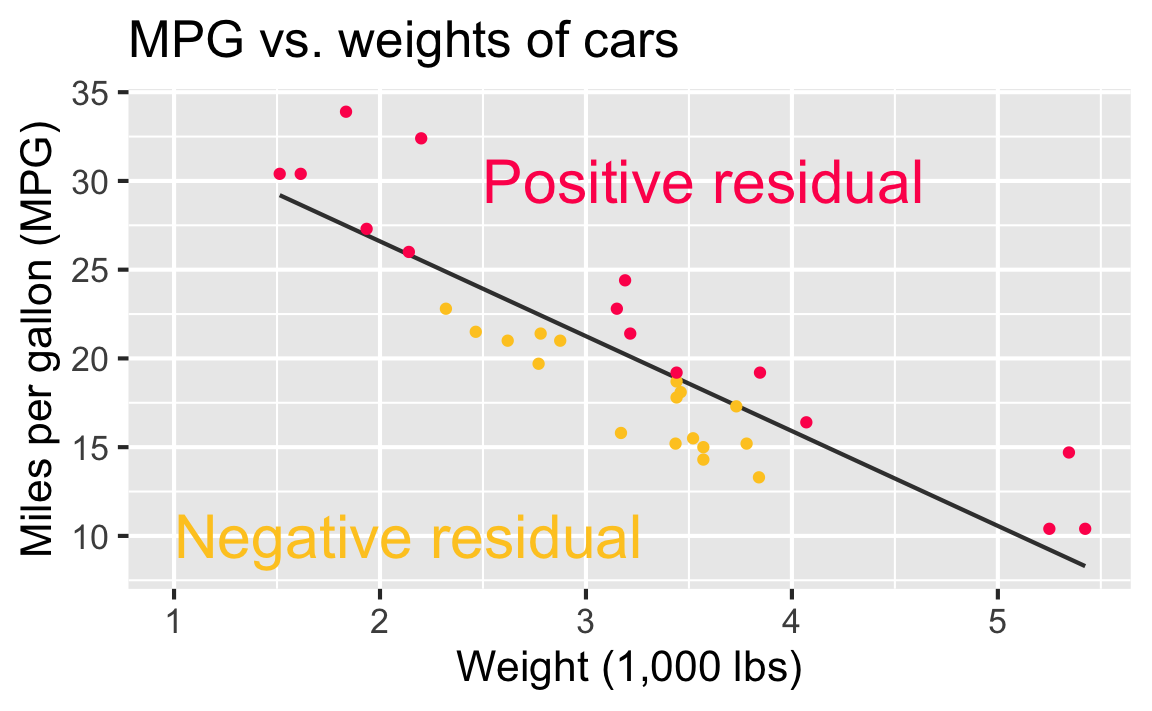 MPG vs. weights of cars
Miles per gallon (MPG)
35
30
25
20
15
10
Positive residual
Negative residual
1 2 3 4 5
Weight (1,000 lbs)